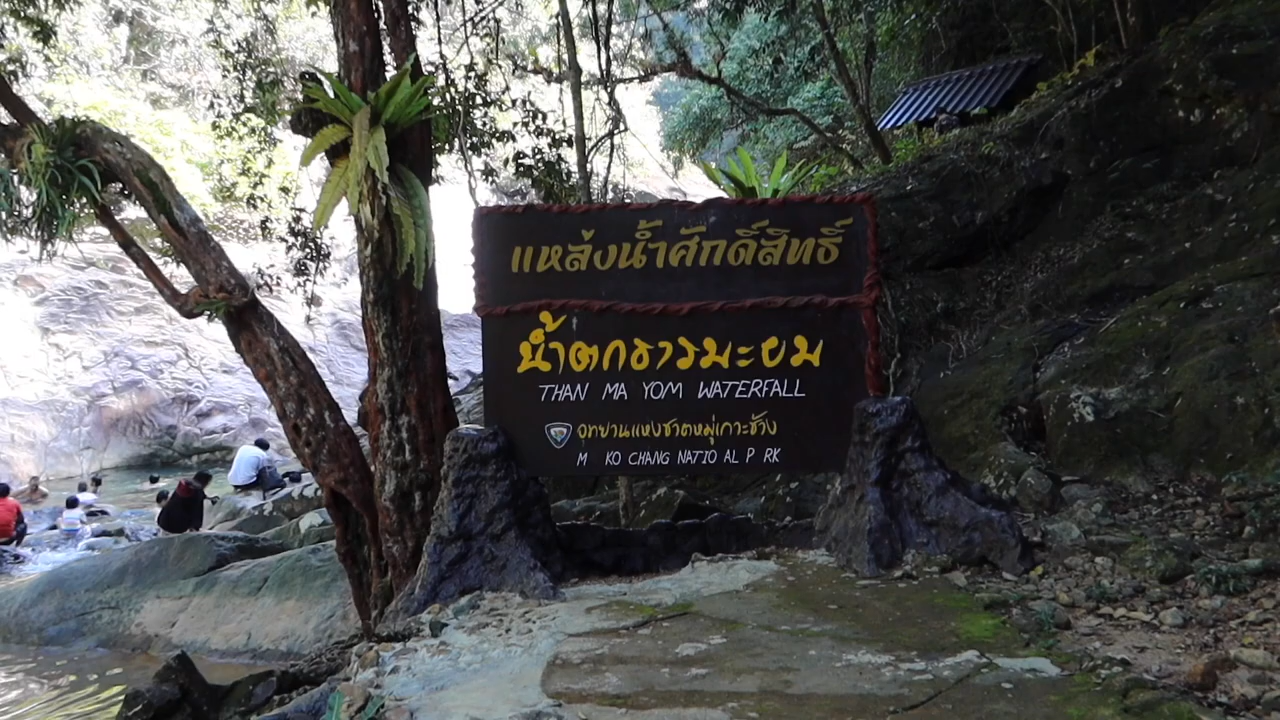 แหล่งน้ำศักดิ์สิทธิ์
น้ำตกธารมะยม
THAN MA YOM WATERFALL
อุทยานแห่งชาติหมู่เกาะช้าง
M KO CHANG NATIO AL P RK